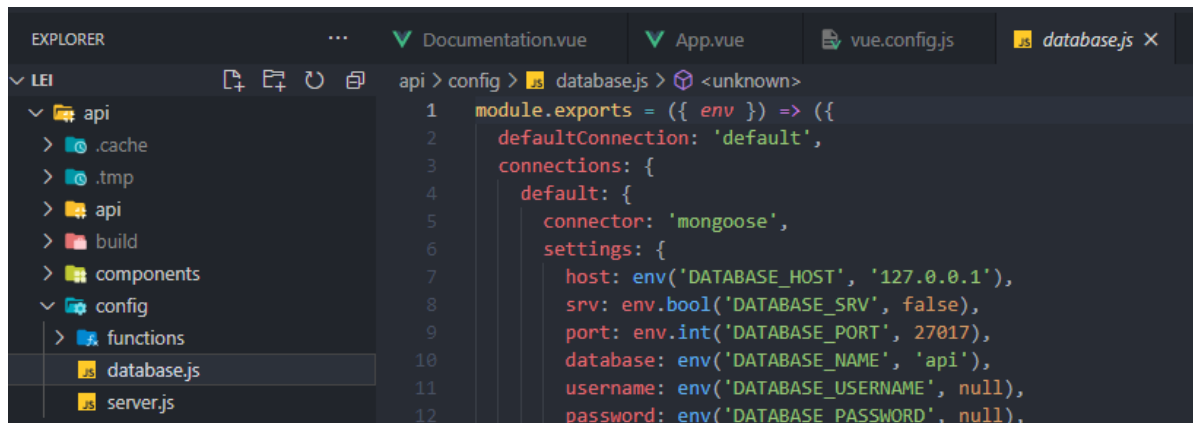 EXPLORER ···
Documentation.vue App.vue vue.config.js JS database.js ×
LEI
api > config > JS database.js > <unknown>
api
.cache
.tmp
api
build
components
config
functions
JS database.js
JS server.js
1 module.exports = ({ env }) => ({
2 defaultConnection: 'default',
3 connections: {
4 default: {
5 connector: 'mongoose',
6 settings: {
7 host: env('DATABASE_HOST', '127.0.0.1'),
8 srv: env.bool('DATABASE_SRV', false),
9 port: env.int('DATABASE_PORT', 27017),
10 database: env('DATABASE_NAME', 'api'),
11 username: env('DATABASE_USERNAME', null),
12 password: env('DATABASE_PASSWORD', null),